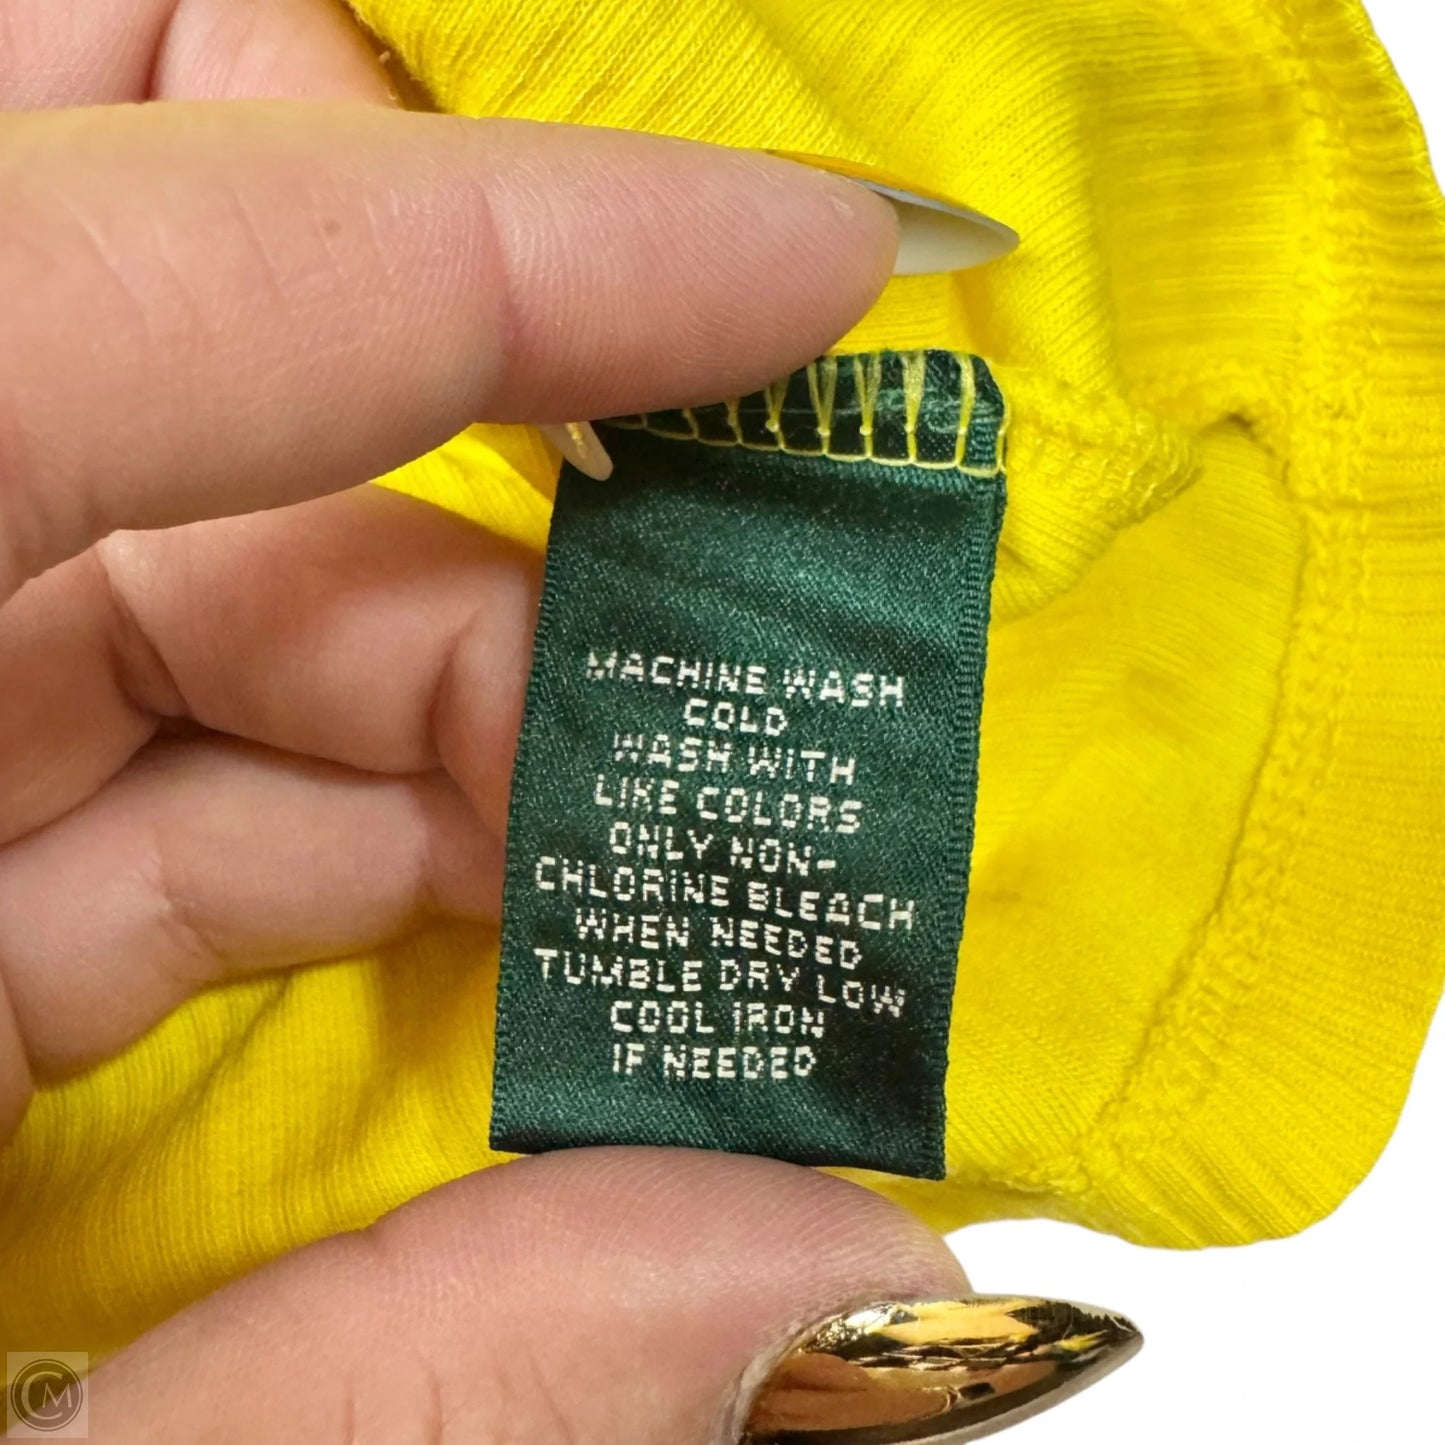 MACHINE WASH
COLD
WASH WITH
LIKE COLORS
ONLY NON-
CHLORINE BLEACH
WHEN NEEDED
TUMBLE DRY LOW
COOL IRON
IF NEEDED
CM